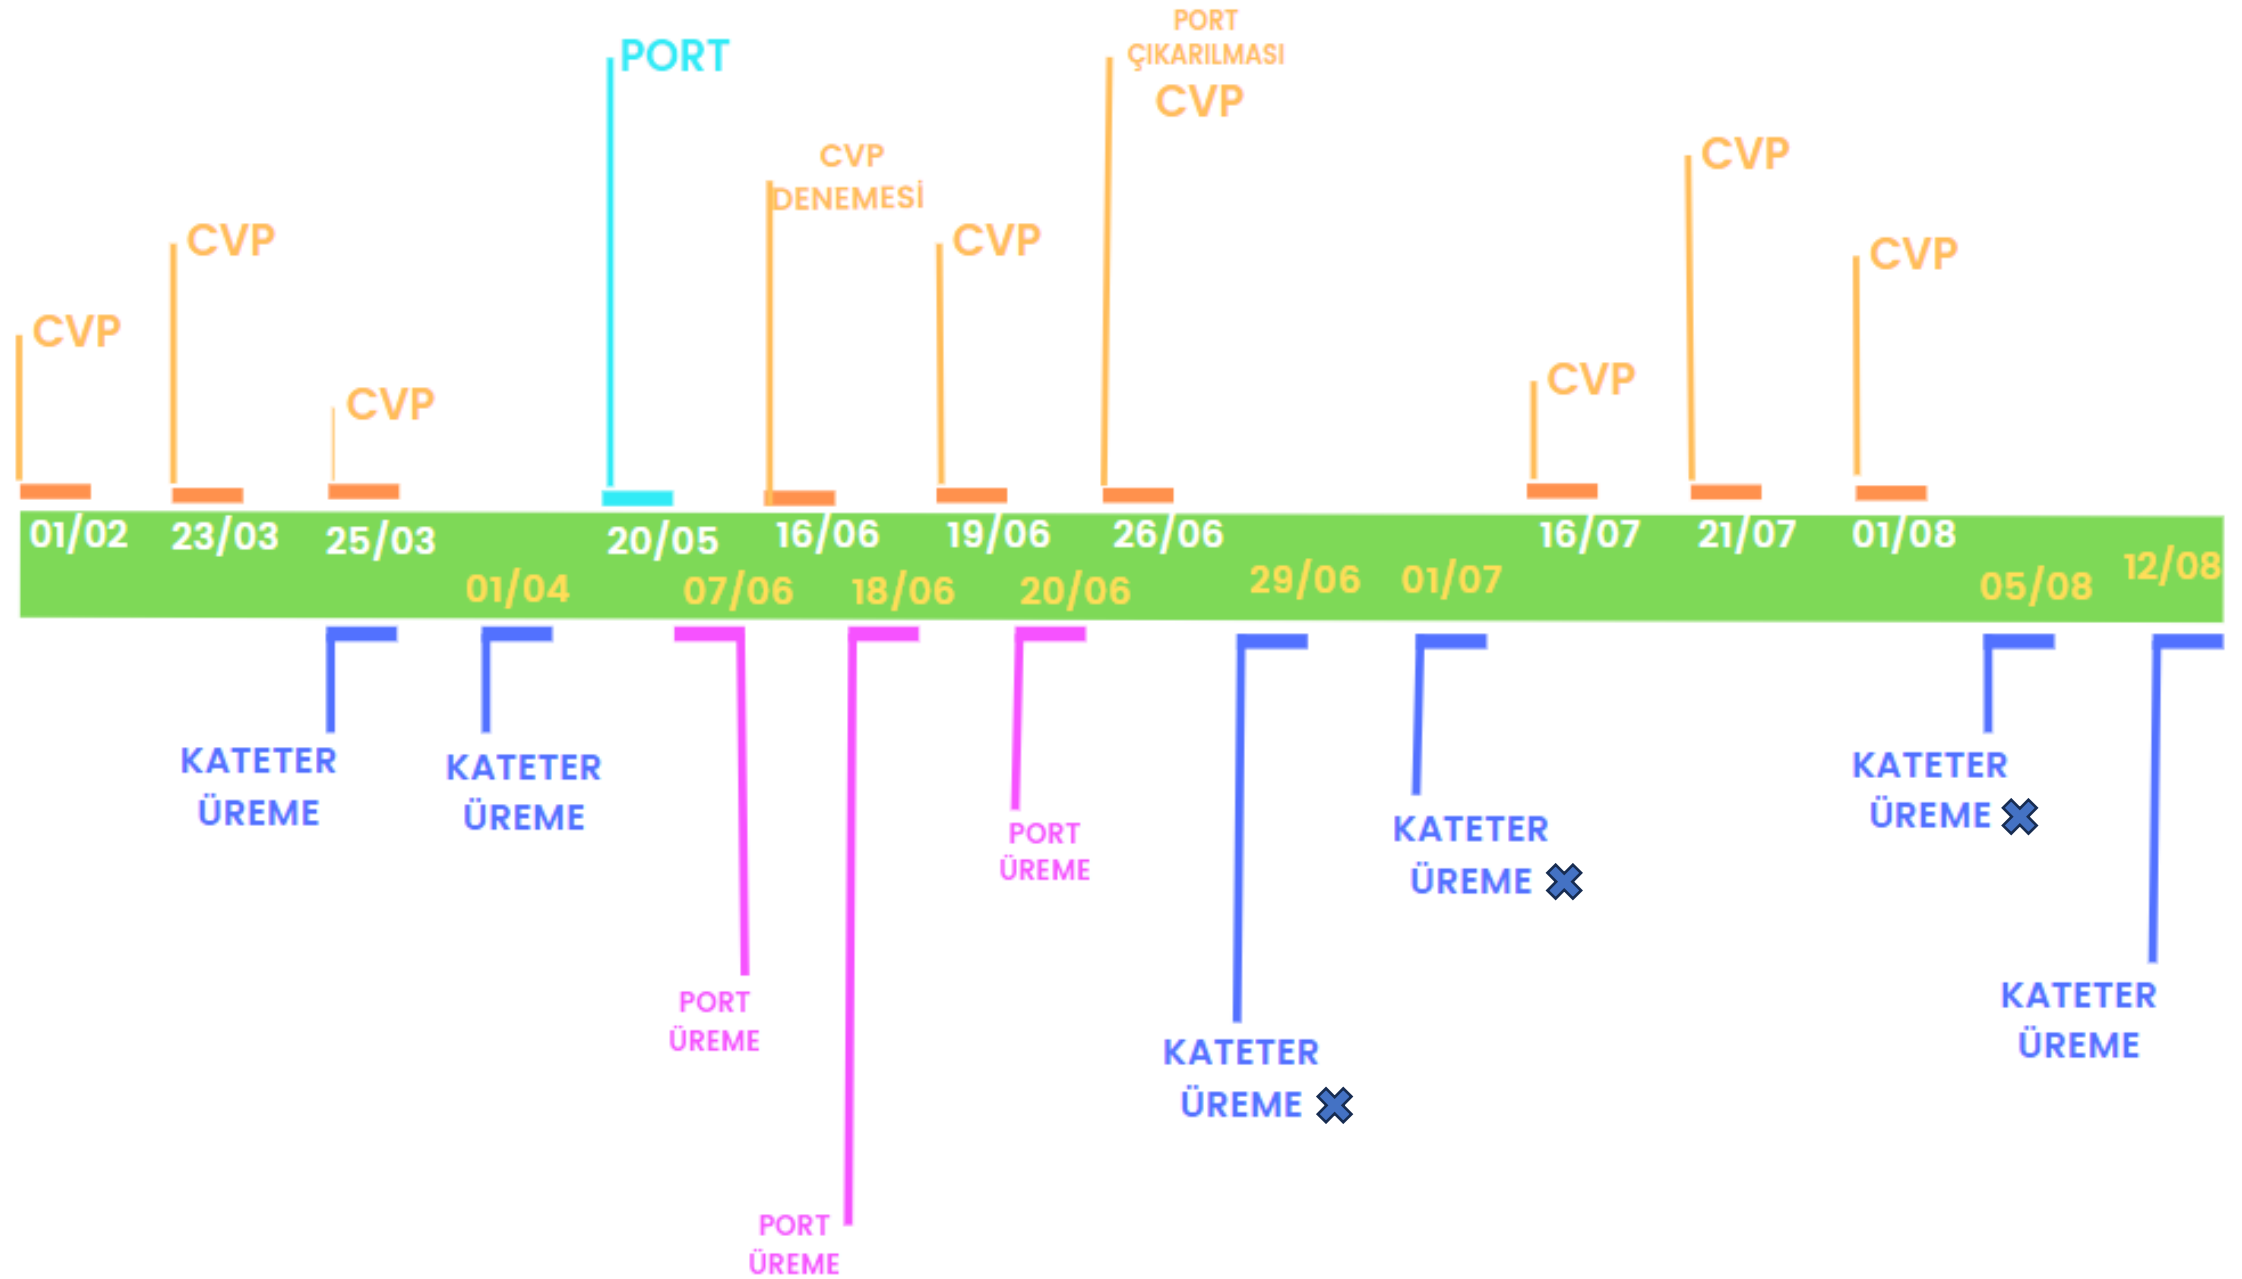 PORT
ÇIKARILMASI
CVP
PORT
CVP
DENEMESİ
CVP
CVP
CVP
CVP
CVP
CVP
CVP
01/02
23/03
25/03
20/05
16/06
19/06
26/06
16/07
21/07
01/08
01/04
07/06
18/06
20/06
29/06
01/07
05/08
12/08
KATETER
ÜREME
KATETER
ÜREME
PORT
ÜREME
PORT
ÜREME
PORT
ÜREME
KATETER
ÜREME
KATETER
ÜREME
KATETER
ÜREME
KATETER
ÜREME